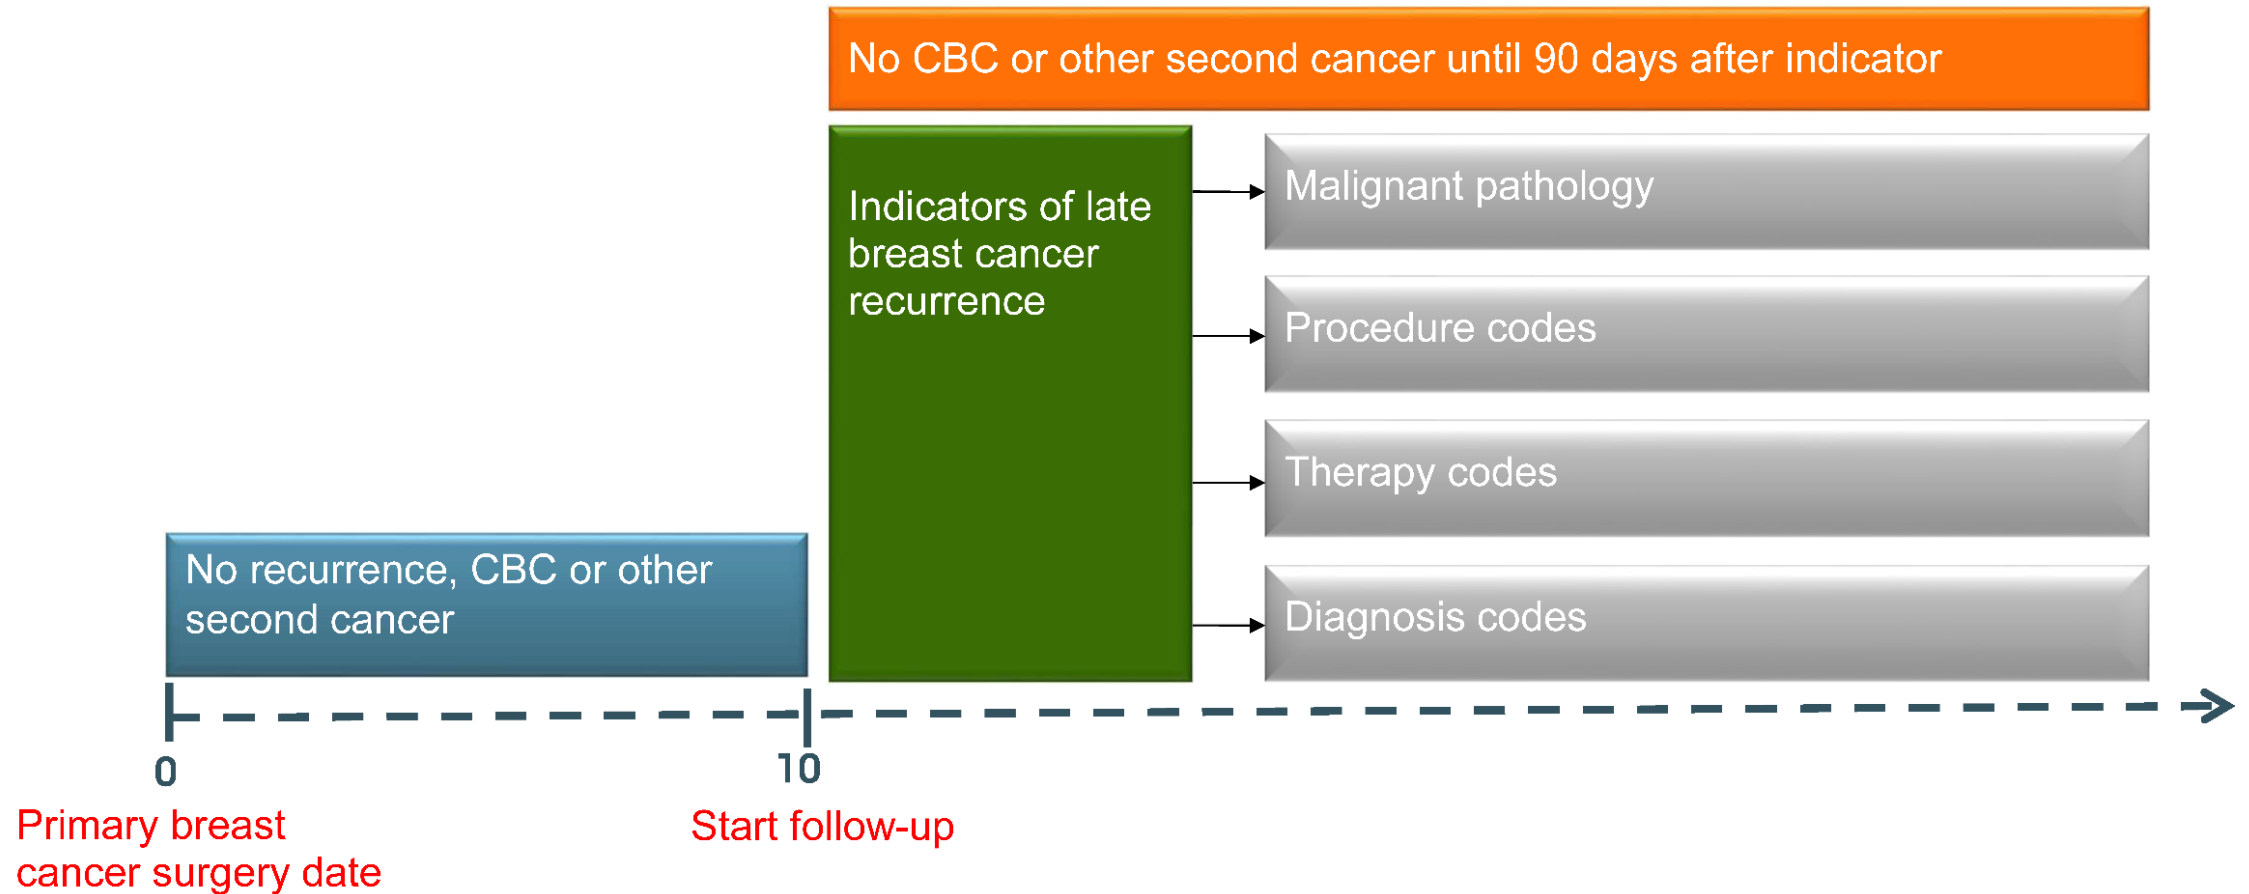 No CBC or other second cancer until 90 days after indicator
Indicators of late
breast cancer
recurrence
Malignant pathology
Procedure codes
Therapy codes
Diagnosis codes
No recurrence, CBC or other
second cancer
0
10
Primary breast
cancer surgery date
Start follow-up